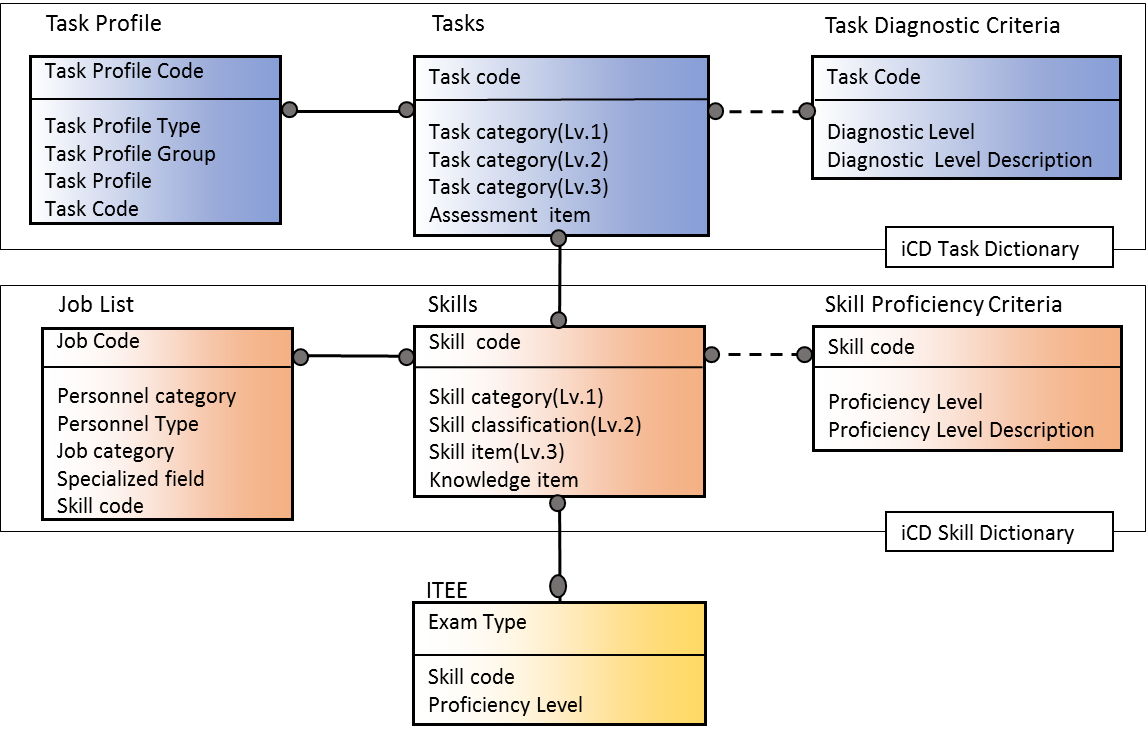 Task Profile
Task Profile Code
Task Profile Type
Task Profile Group
Task Profile
Task Code
Tasks
Task code
Task category(Lv.1)
Task category(Lv.2)
Task category(Lv.3)
Assessment item
Task Diagnostic Criteria
Task Code
Diagnostic Level
Diagnostic Level Description
iCD Task Dictionary
Job List
Job Code
Personnel category
Personnel Type
Job category
Specialized field
Skill code
Skills
Skill code
Skill category(Lv.1)
Skill classification(Lv.2)
Skill item(Lv.3)
Knowledge item
Skill Proficiency Criteria
Skill code
Proficiency Level
Proficiency Level Description
iCD Skill Dictionary
ITEE
Exam Type
Skill code
Proficiency Level